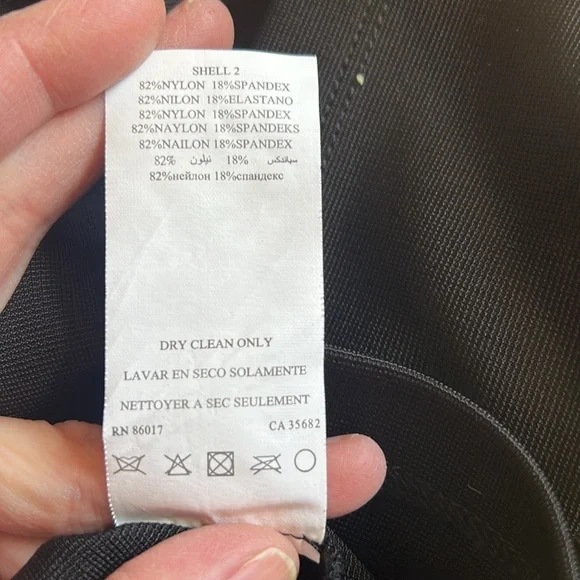 SHELL 2
82%NYLON 18%SPANDEX
82%NILON 18%ELASTANO
82%NYLON 18%SPANDEX
82%NAYLON 18%SPANDEKS
82%NAILON 18%SPANDEX
سباندكس 18% نيلون 82%
82%нейлон 18%спандекс
DRY CLEAN ONLY
LAVAR EN SECO SOLAMENTE
NETTOYER A SEC SEULEMENT
RN 86017 CA 35682